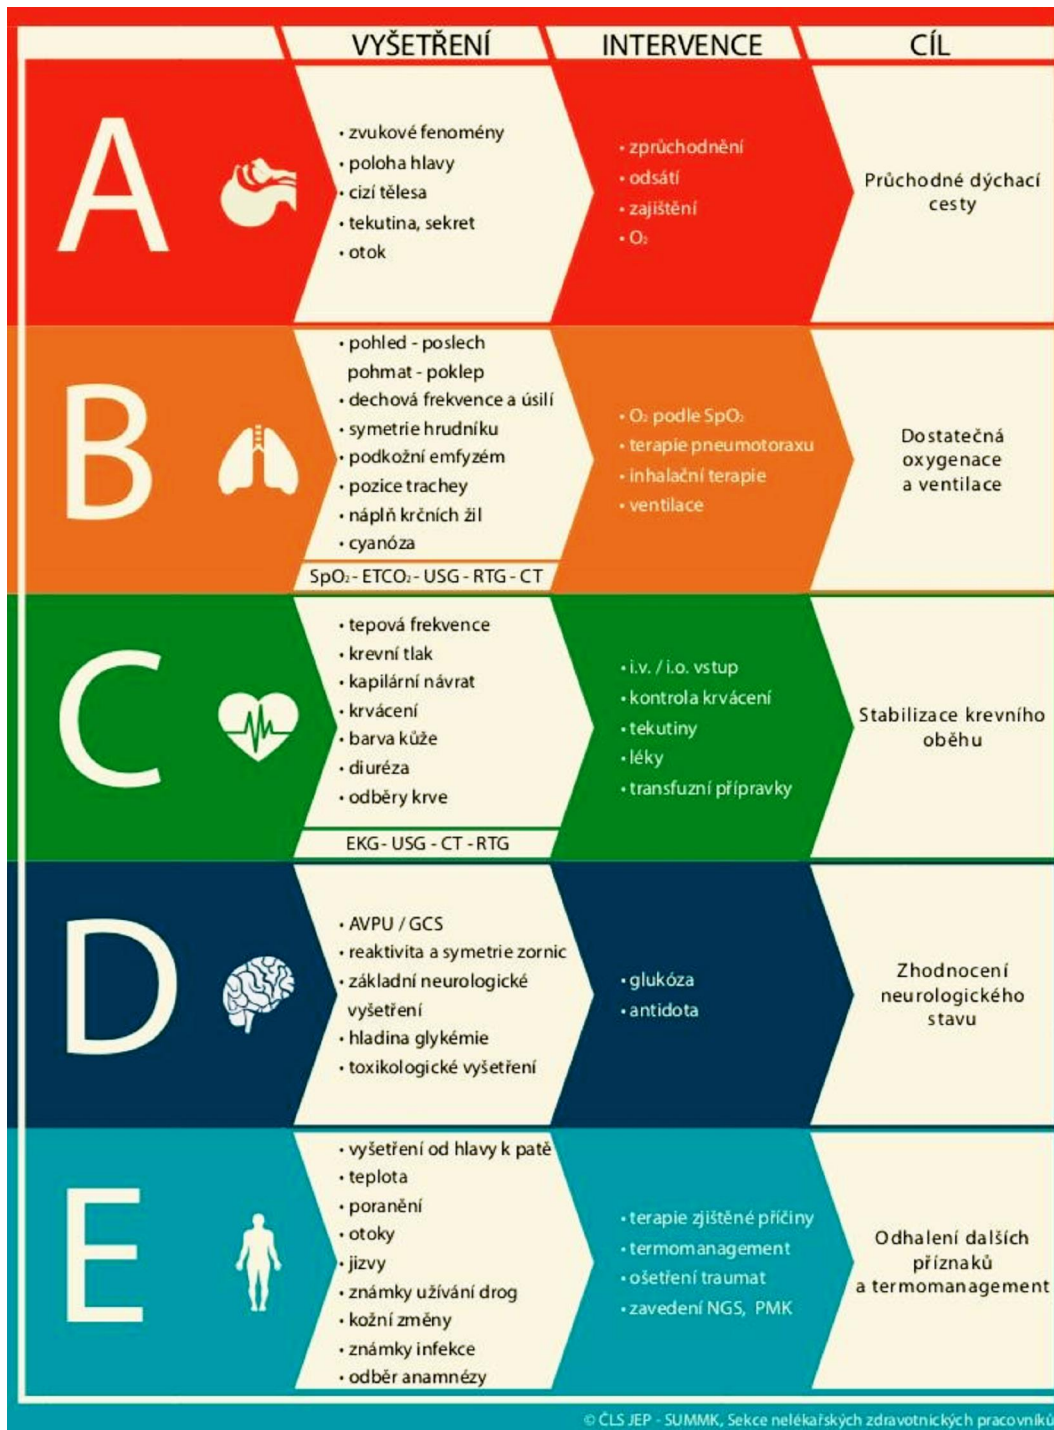 VYŠETŘENÍ
INTERVENCE
CÍL
A
• zvukové fenomény
• poloha hlavy
• cizí tělesa
• tekutina, sekret
• otok
• zprůchodnění
• odsátí
• zajištění
• O₂
Průchodné dýchací
cesty
B
• pohled - poslech
pohmat - poklep
• dechová frekvence a úsilí
• symetrie hrudníku
• podkožní emfyzém
• pozice trachey
• náplň krčních žil
• cyanóza
SpO₂ - ETCO₂ - USG - RTG - CT
• O₂ podle SpO₂
• terapie pneumotoraxu
• inhalační terapie
• ventilace
Dostatečná
oxygenace
a ventilace
C
• tepová frekvence
• krevní tlak
• kapilární návrat
• krvácení
• barva kůže
• diuréza
• odběry krve
EKG - USG - CT - RTG
• i.v. / i.o. vstup
• kontrola krvácení
• tekutiny
• léky
• transfuzní přípravky
Stabilizace krevního
oběhu
D
• AVPU / GCS
• reaktivita a symetrie zornic
• základní neurologické
vyšetření
• hladina glykémie
• toxikologické vyšetření
• glukóza
• antidota
Zhodnocení
neurologického
stavu
E
• vyšetření od hlavy k patě
• teplota
• poranění
• otoky
• jizvy
• známky užívání drog
• kožní změny
• známky infekce
• odběr anamnézy
• terapie zjištěné příčiny
• termomanagement
• ošetření traumat
• zavedení NGS, PMK
Odhalení dalších
příznaků
a termomanagement
© ČLS JEP - SUMMK, Sekce nelékařských zdravotnických pracovníků